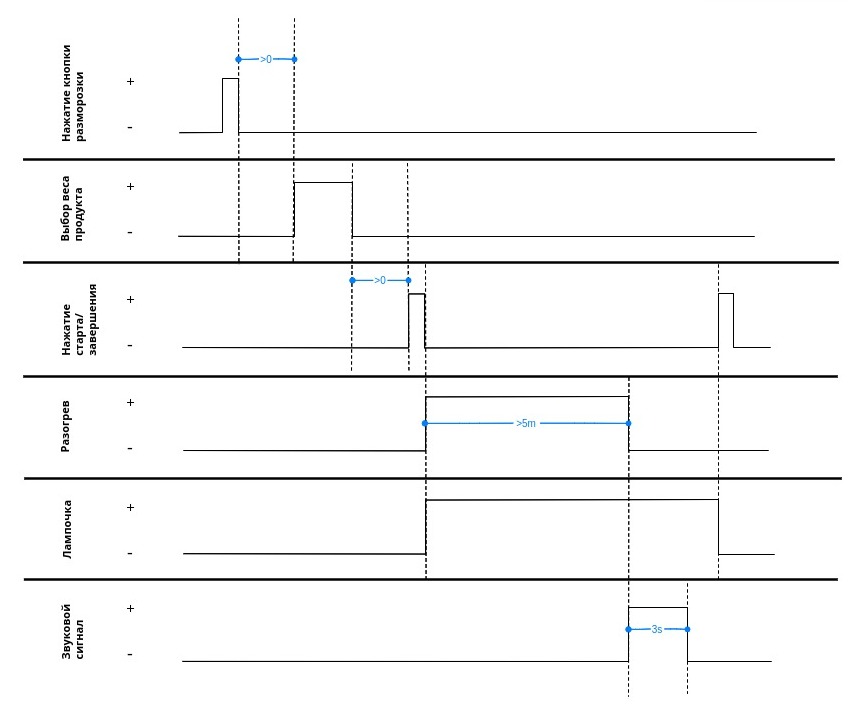 Нажатие кнопки
разморозки
+
-
>0
Выбор веса
продукта
+
-
Нажатие
старта/
завершения
+
-
>0
Разогрев
+
-
>5m
Лампочка
+
-
Звуковой
сигнал
+
-
3s